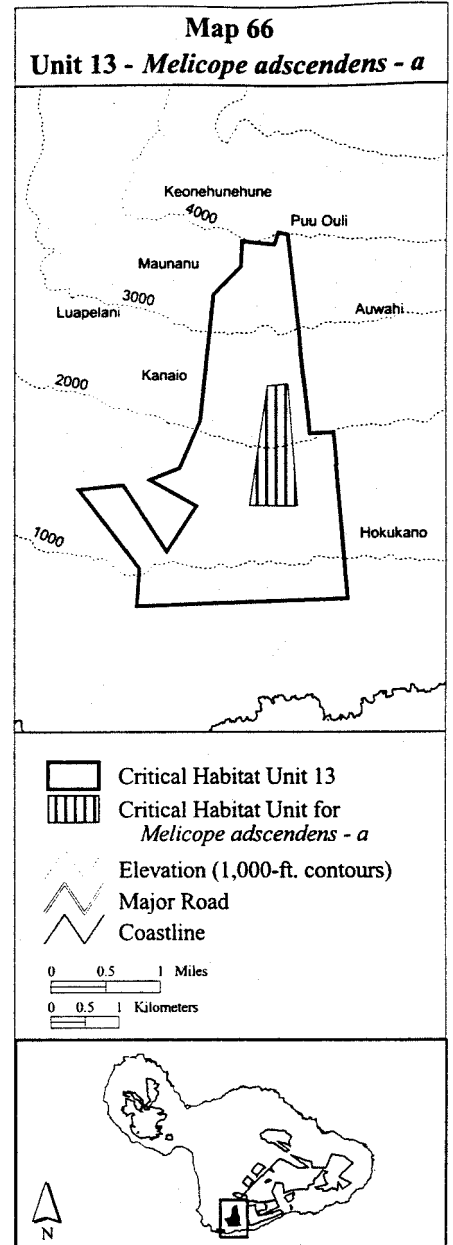 Map 66
Unit 13 - Melicope adscendens - a
Keonehunehune
4000
Puu Ouli
Maunanu
3000
Luapelani
Auwahi
Kanaio
2000
1000
Hokukano
Critical Habitat Unit 13
Critical Habitat Unit for
Melicope adscendens - a
Elevation (1,000-ft. contours)
Major Road
Coastline
0 0.5 1 Miles
0 0.5 1 Kilometers
N